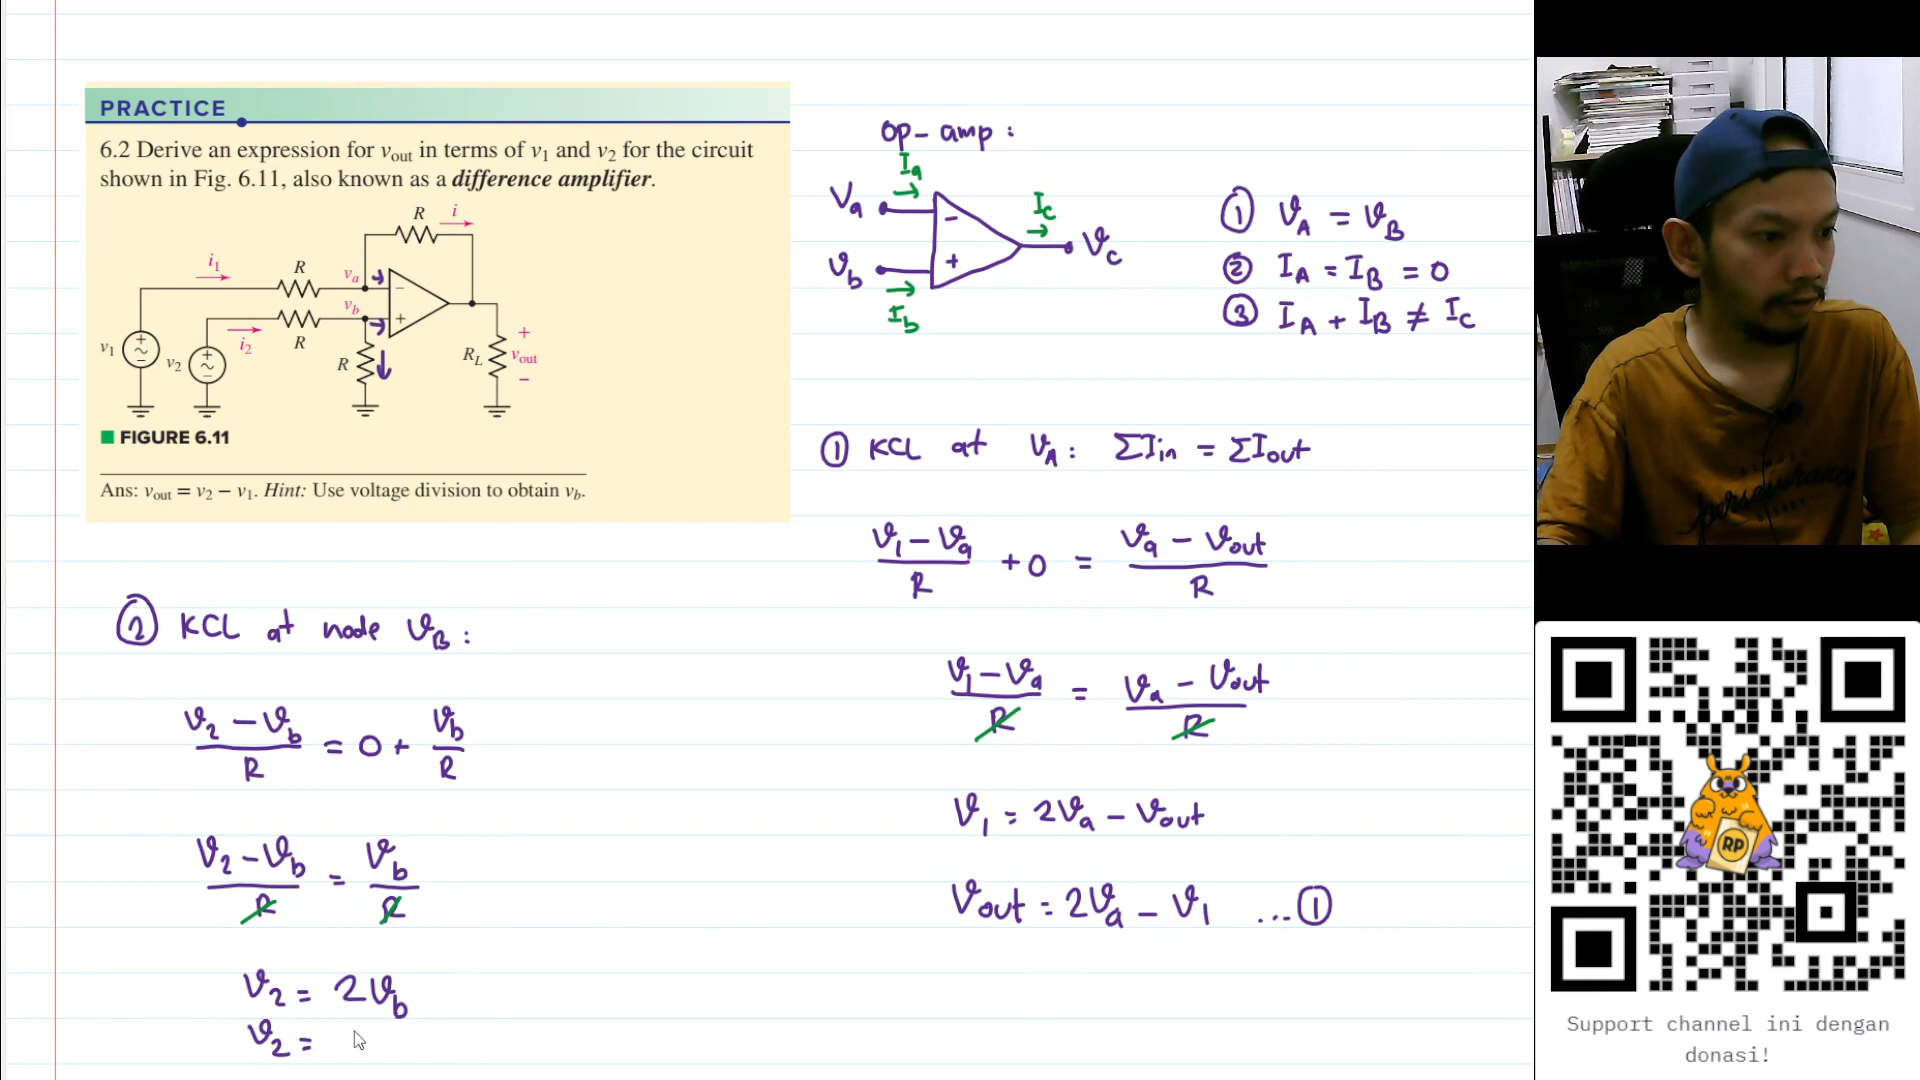 PRACTICE
6.2 Derive an expression for vout in terms of v1 and v2 for the circuit
shown in Fig. 6.11, also known as a difference amplifier.
R i
i1
R
va
vb
−
+
i2 R
v1 + −
v2 + −
R
RL
+
vout
−
FIGURE 6.11
Ans: vout = v2 − v1. Hint: Use voltage division to obtain vb.
Op-amp:
Ia
Va
−
Ic
Vc
Vb
+
Ib
① VA = VB
② IA = IB = 0
③ IA + IB ≠ Ic
① KCL at VA: ΣIin = ΣIout
(V1 − Va)/R + 0 = (Va − Vout)/R
(V1 − Va)/R = (Va − Vout)/R
V1 = 2Va − Vout
Vout = 2Va − V1 ...①
② KCL at node VB:
(V2 − Vb)/R = 0 + Vb/R
(V2 − Vb)/R = Vb/R
V2 = 2Vb
V2 =
perseverance
RP
Support channel ini dengan
donasi!